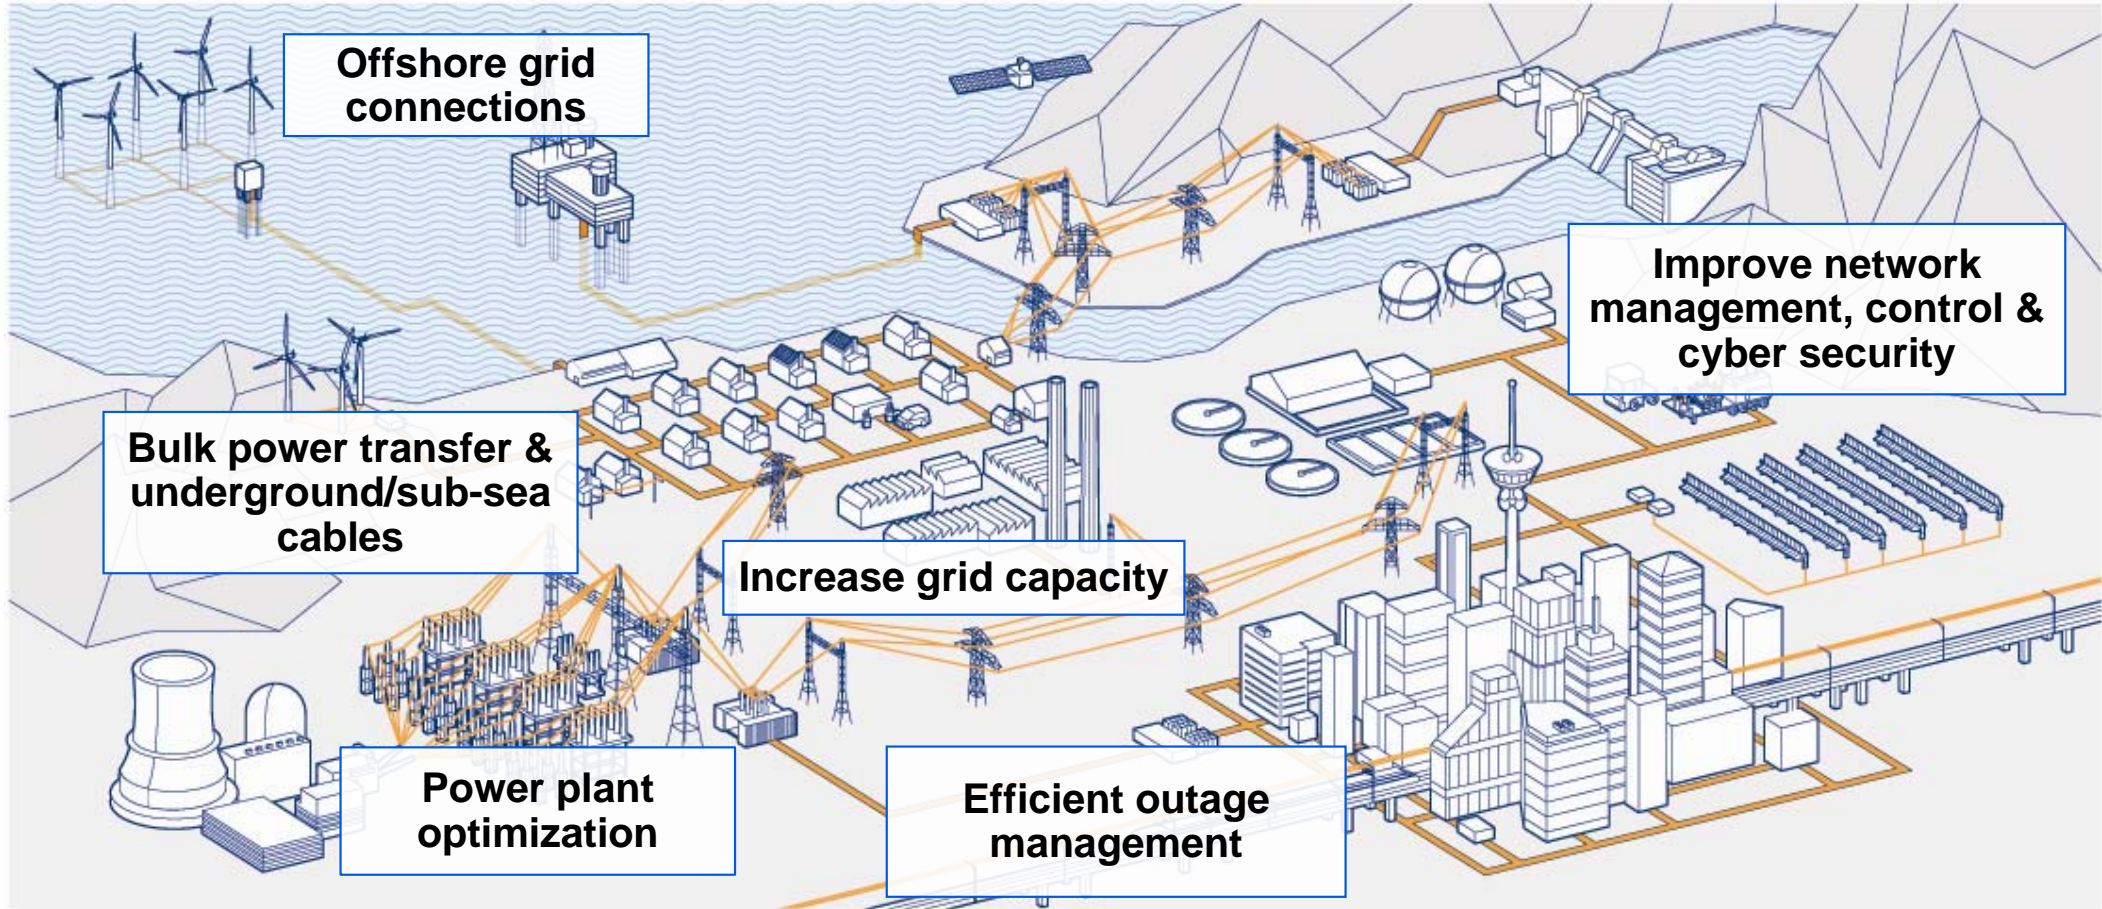 Offshore grid
connections
Improve network
management, control &
cyber security
Bulk power transfer &
underground/sub-sea
cables
Increase grid capacity
Power plant
optimization
Efficient outage
management